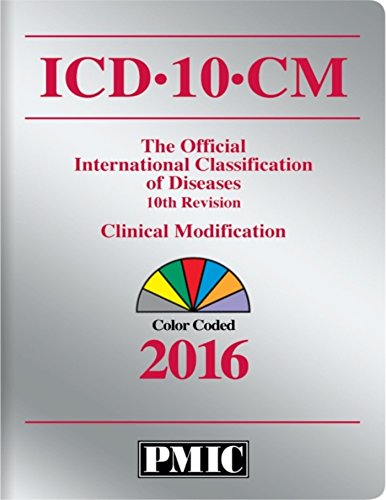 ICD•10•CM
The Official
International Classification
of Diseases
10th Revision
Clinical Modification
Color Coded
2016
PMIC